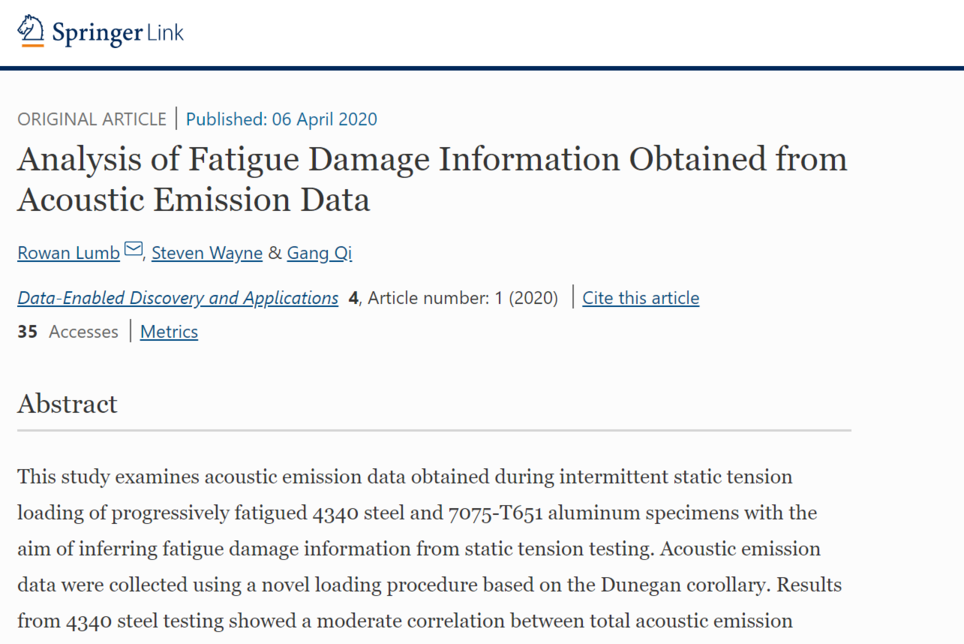 Springer Link
ORIGINAL ARTICLE | Published: 06 April 2020
Analysis of Fatigue Damage Information Obtained from
Acoustic Emission Data
Rowan Lumb, Steven Wayne & Gang Qi
Data-Enabled Discovery and Applications 4, Article number: 1 (2020) | Cite this article
35 Accesses | Metrics
Abstract
This study examines acoustic emission data obtained during intermittent static tension
loading of progressively fatigued 4340 steel and 7075-T651 aluminum specimens with the
aim of inferring fatigue damage information from static tension testing. Acoustic emission
data were collected using a novel loading procedure based on the Dunegan corollary. Results
from 4340 steel testing showed a moderate correlation between total acoustic emission